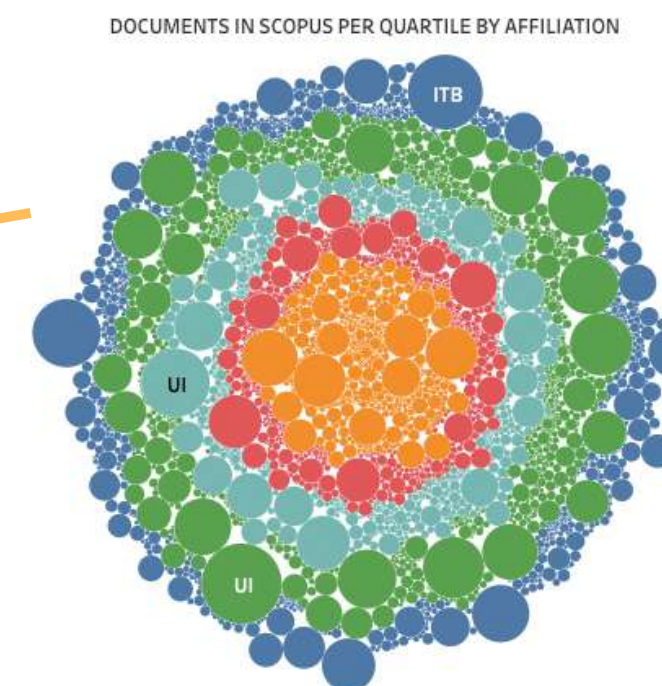 DOCUMENTS IN SCOPUS PER QUARTILE BY AFFILIATION
ITB
UI
UI